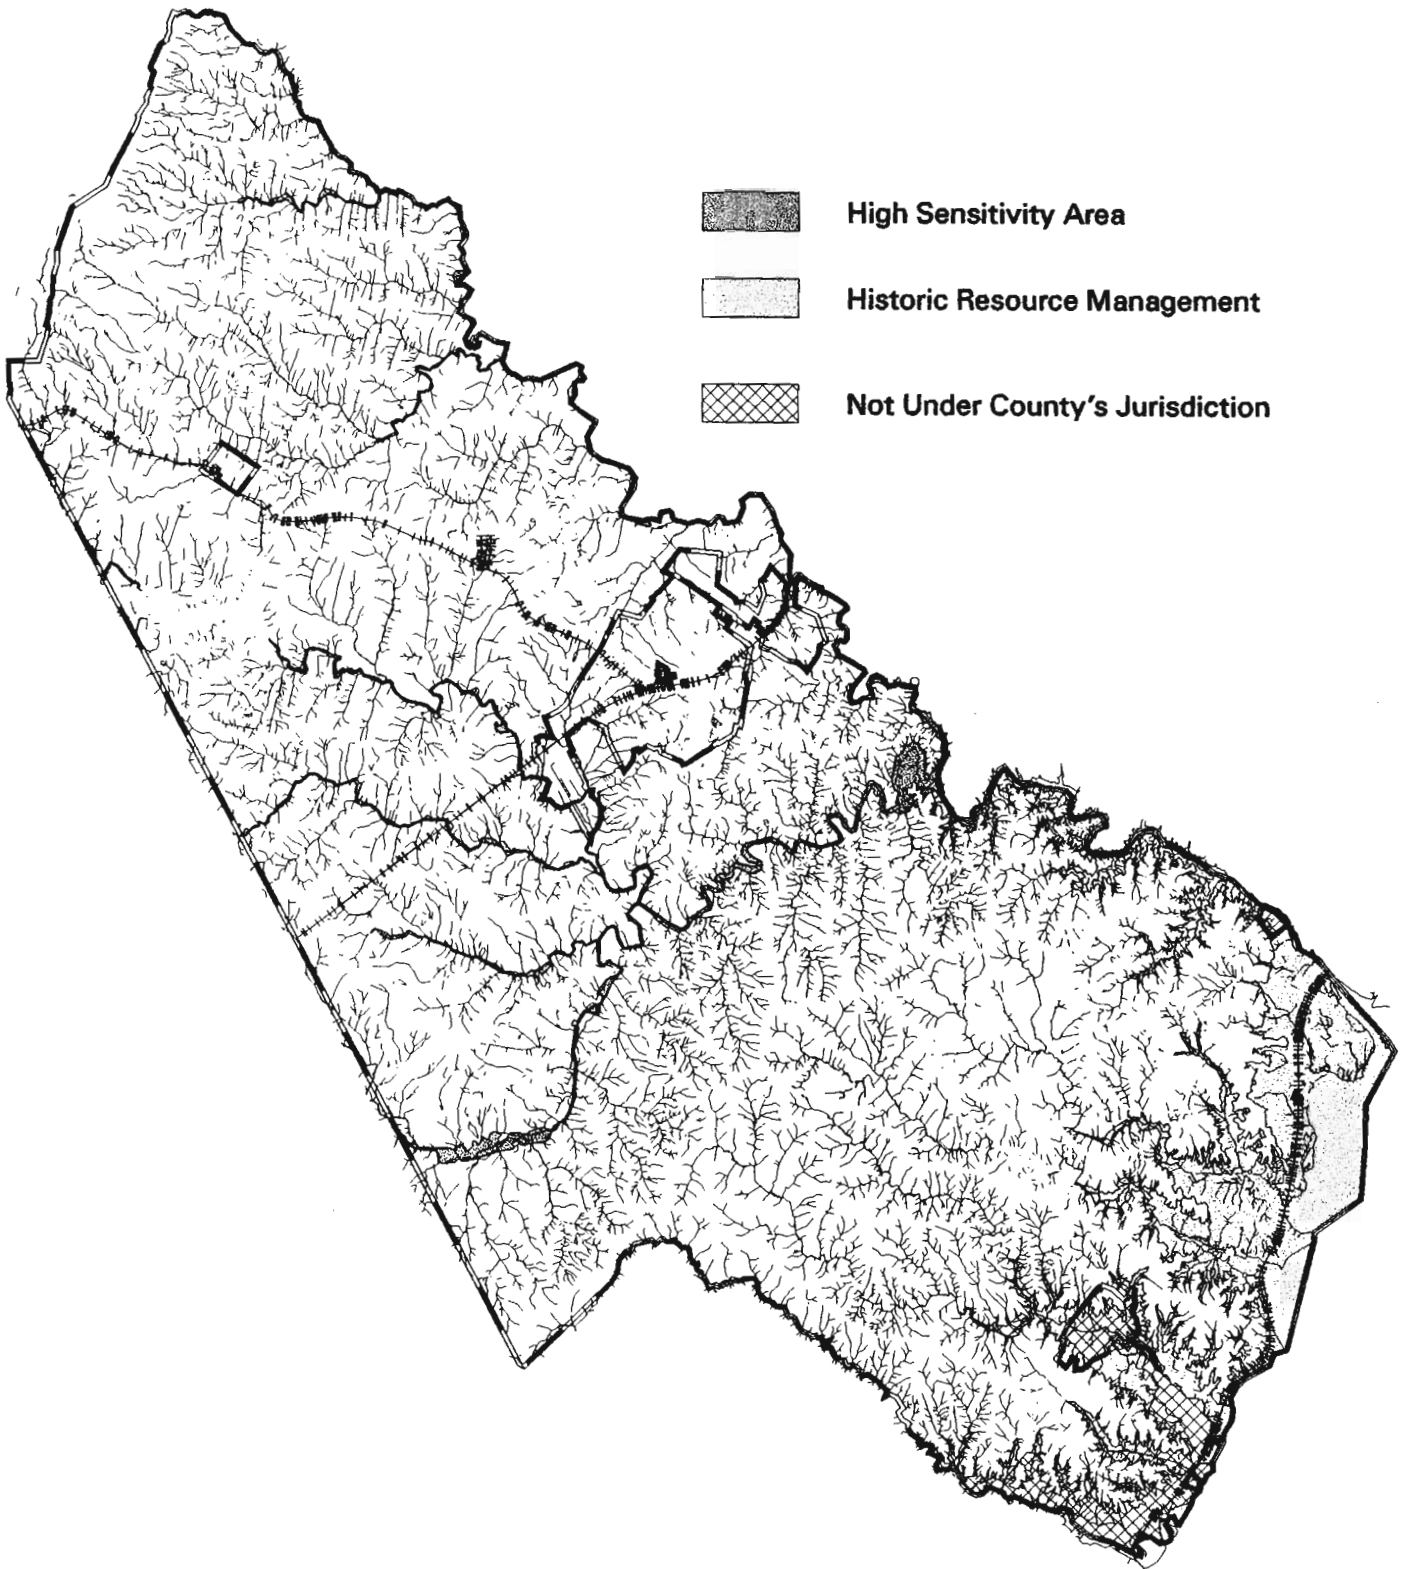 High Sensitivity Area
Historic Resource Management
Not Under County's Jurisdiction